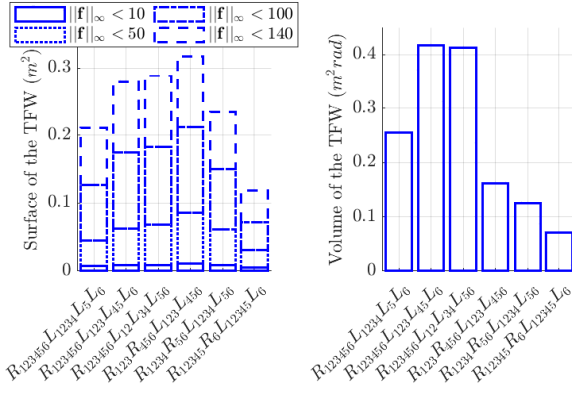 ||f||∞ < 10 ||f||∞ < 100
||f||∞ < 50 ||f||∞ < 140
Surface of the TFW (m²)
0.3
0.2
0.1
0
R₁₂₃₄₅₆L₁₂₃₄L₅L₆
R₁₂₃₄₅₆L₁₂₃L₄₅L₆
R₁₂₃₄₅₆L₁₂L₃₄L₅₆
R₁₂₃R₄₅₆L₁₂₃L₄₅₆
R₁₂₃₄R₅₆L₁₂₃₄L₅₆
R₁₂₃₄₅R₆L₁₂₃₄₅L₆
Volume of the TFW (m²rad)
0.4
0.3
0.2
0.1
0
R₁₂₃₄₅₆L₁₂₃₄L₅L₆
R₁₂₃₄₅₆L₁₂₃L₄₅L₆
R₁₂₃₄₅₆L₁₂L₃₄L₅₆
R₁₂₃R₄₅₆L₁₂₃L₄₅₆
R₁₂₃₄R₅₆L₁₂₃₄L₅₆
R₁₂₃₄₅R₆L₁₂₃₄₅L₆